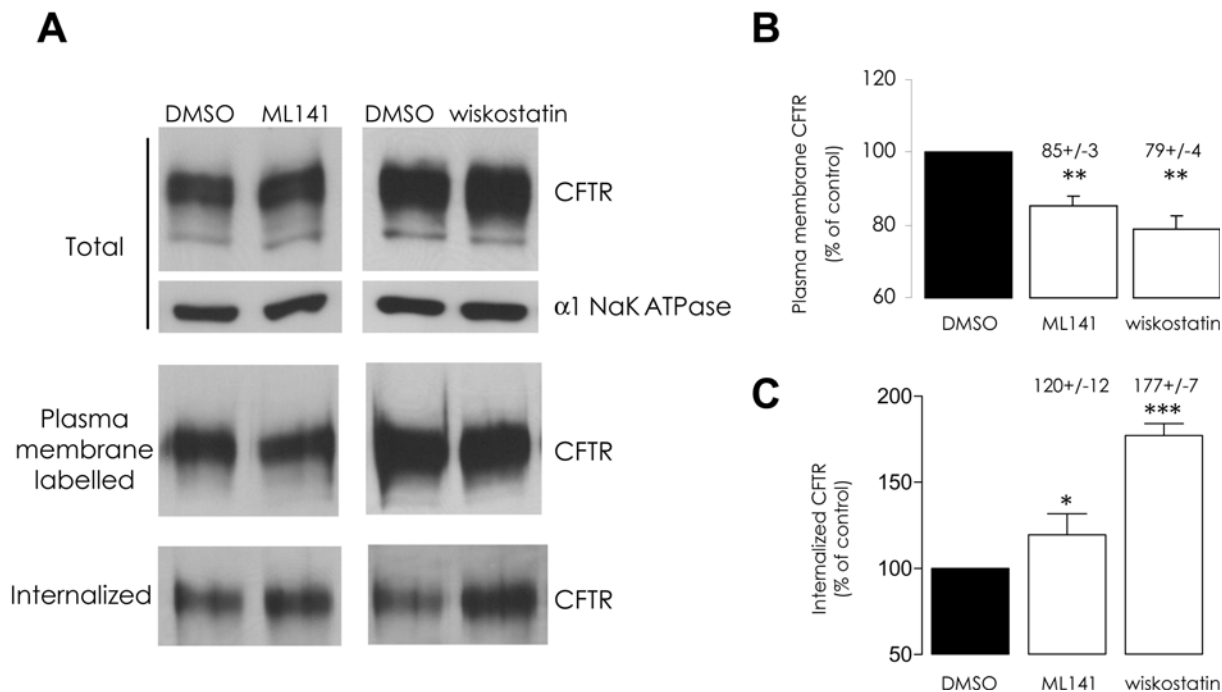 A
DMSO ML141 DMSO wiskostatin
Total
CFTR
α1 NaK ATPase
Plasma
membrane
labelled
CFTR
Internalized
CFTR
B
Plasma membrane CFTR
(% of control)
120
100
80
60
85+/-3
**
79+/-4
**
DMSO ML141 wiskostatin
C
Internalized CFTR
(% of control)
200
150
100
50
120+/-12
*
177+/-7
***
DMSO ML141 wiskostatin